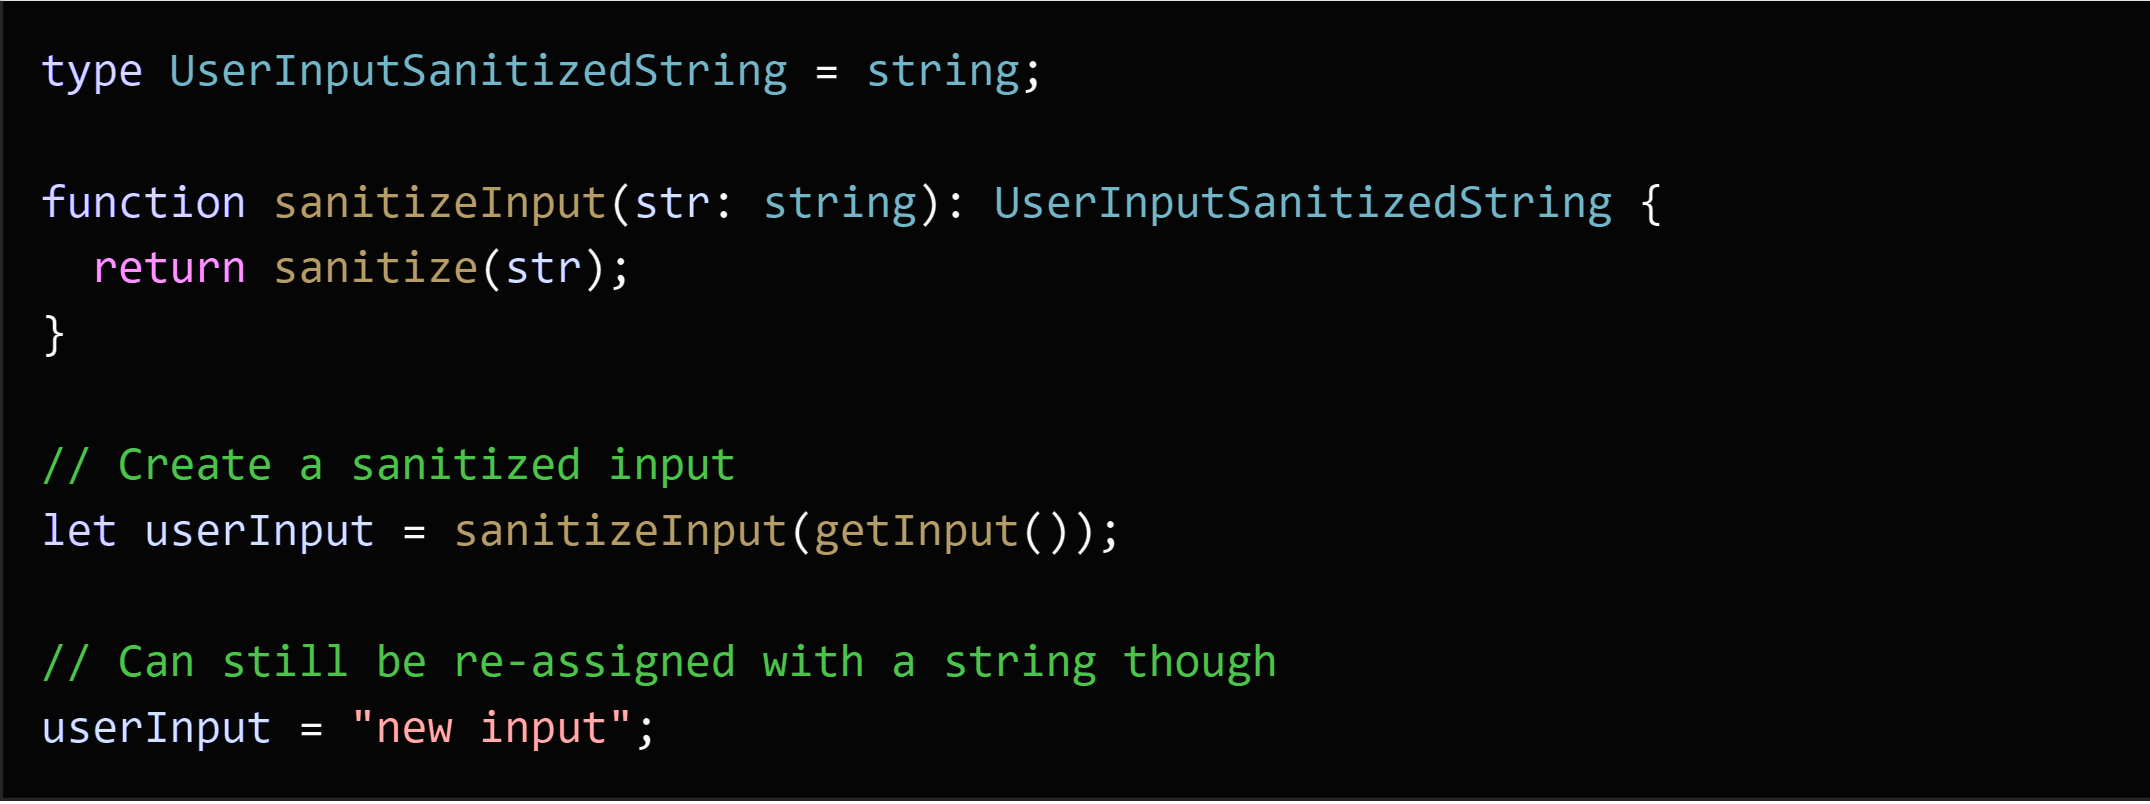 type UserInputSanitizedString = string;
function sanitizeInput(str: string): UserInputSanitizedString {
  return sanitize(str);
}
// Create a sanitized input
let userInput = sanitizeInput(getInput());
// Can still be re-assigned with a string though
userInput = "new input";